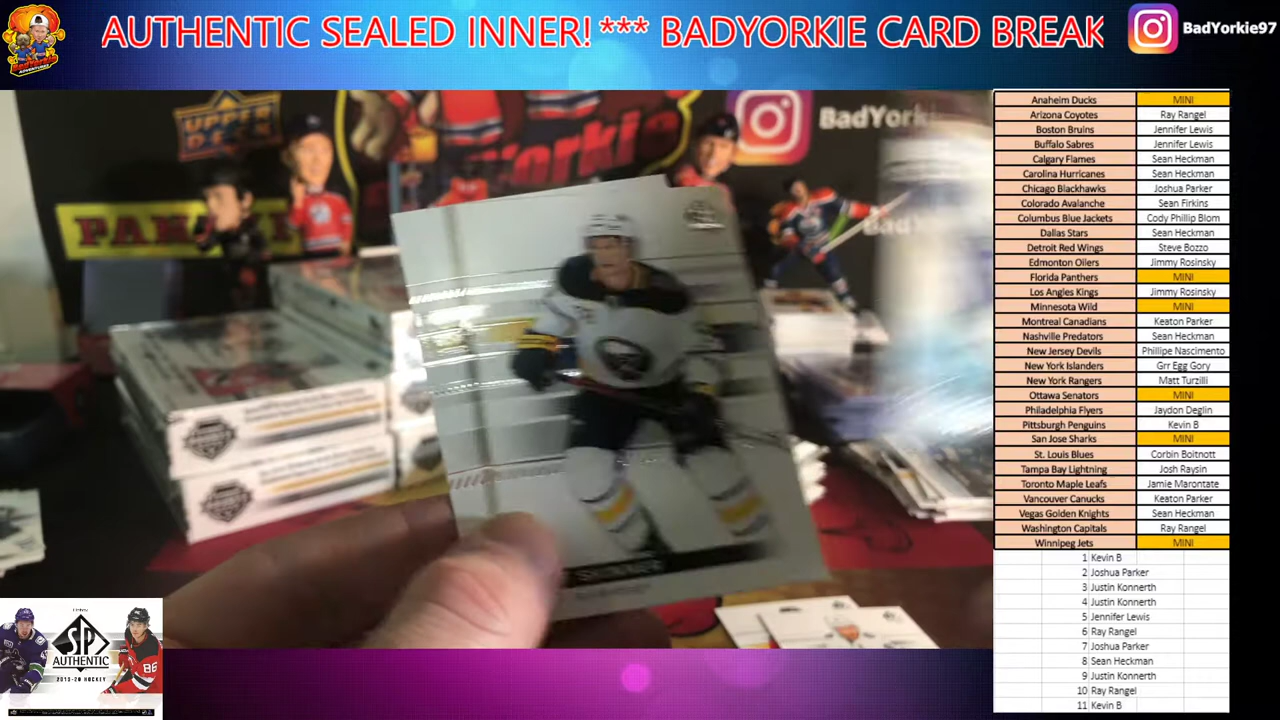 AUTHENTIC SEALED INNER! *** BADYORKIE CARD BREAK
BadYorkie97
UPPER DECK
PANINI
Yorkie
BadYorki
Anaheim Ducks MINI
Arizona Coyotes Ray Rangel
Boston Bruins Jennifer Lewis
Buffalo Sabres Jennifer Lewis
Calgary Flames Sean Heckman
Carolina Hurricanes Sean Heckman
Chicago Blackhawks Joshua Parker
Colorado Avalanche Sean Firkins
Columbus Blue Jackets Cody Phillip Blom
Dallas Stars Sean Heckman
Detroit Red Wings Steve Bozzo
Edmonton Oilers Jimmy Rosinsky
Florida Panthers MINI
Los Angles Kings Jimmy Rosinsky
Minnesota Wild MINI
Montreal Canadians Keaton Parker
Nashville Predators Sean Heckman
New Jersey Devils Phillipe Nascimento
New York Islanders Grr Egg Gory
New York Rangers Matt Turzilli
Ottawa Senators MINI
Philadelphia Flyers Jaydon Deglin
Pittsburgh Penguins Kevin B
San Jose Sharks MINI
St. Louis Blues Corbin Boitnott
Tampa Bay Lightning Josh Raysin
Toronto Maple Leafs Jamie Marontate
Vancouver Canucks Keaton Parker
Vegas Golden Knights Sean Heckman
Washington Capitals Ray Rangel
Winnipeg Jets MINI
1 Kevin B
2 Joshua Parker
3 Justin Konnerth
4 Justin Konnerth
5 Jennifer Lewis
6 Ray Rangel
7 Joshua Parker
8 Sean Heckman
9 Justin Konnerth
10 Ray Rangel
11 Kevin B
SP
AUTHENTIC
2019-20 HOCKEY